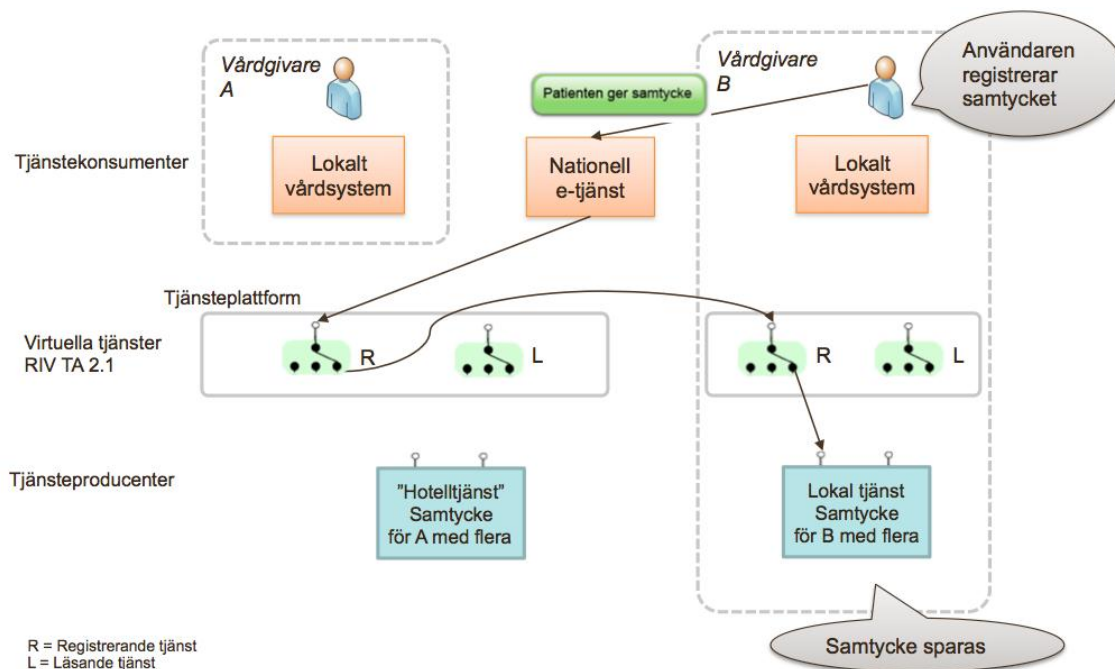 Vårdgivare
A
Patienten ger samtycke
Vårdgivare
B
Användaren
registrerar
samtycket
Tjänstekonsumenter
Lokalt
vårdsystem
Nationell
e-tjänst
Lokalt
vårdsystem
Tjänsteplattform
Virtuella tjänster
RIV TA 2.1
R
L
R
L
Tjänsteproducenter
"Hotelltjänst"
Samtycke
för A med flera
Lokal tjänst
Samtycke
för B med flera
Samtycke sparas
R = Registrerande tjänst
L = Läsande tjänst